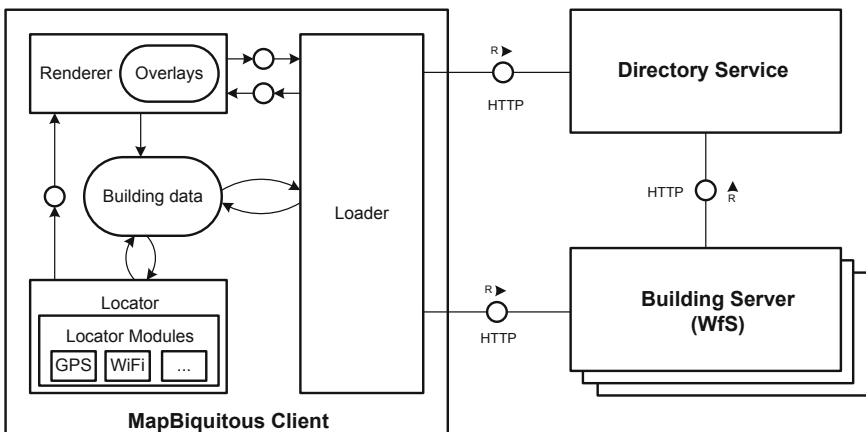 Renderer
Overlays
R
HTTP
Directory Service
Building data
Loader
HTTP
R
Locator
Locator Modules
GPS
WiFi
...
R
HTTP
Building Server
(WfS)
MapBiquitous Client